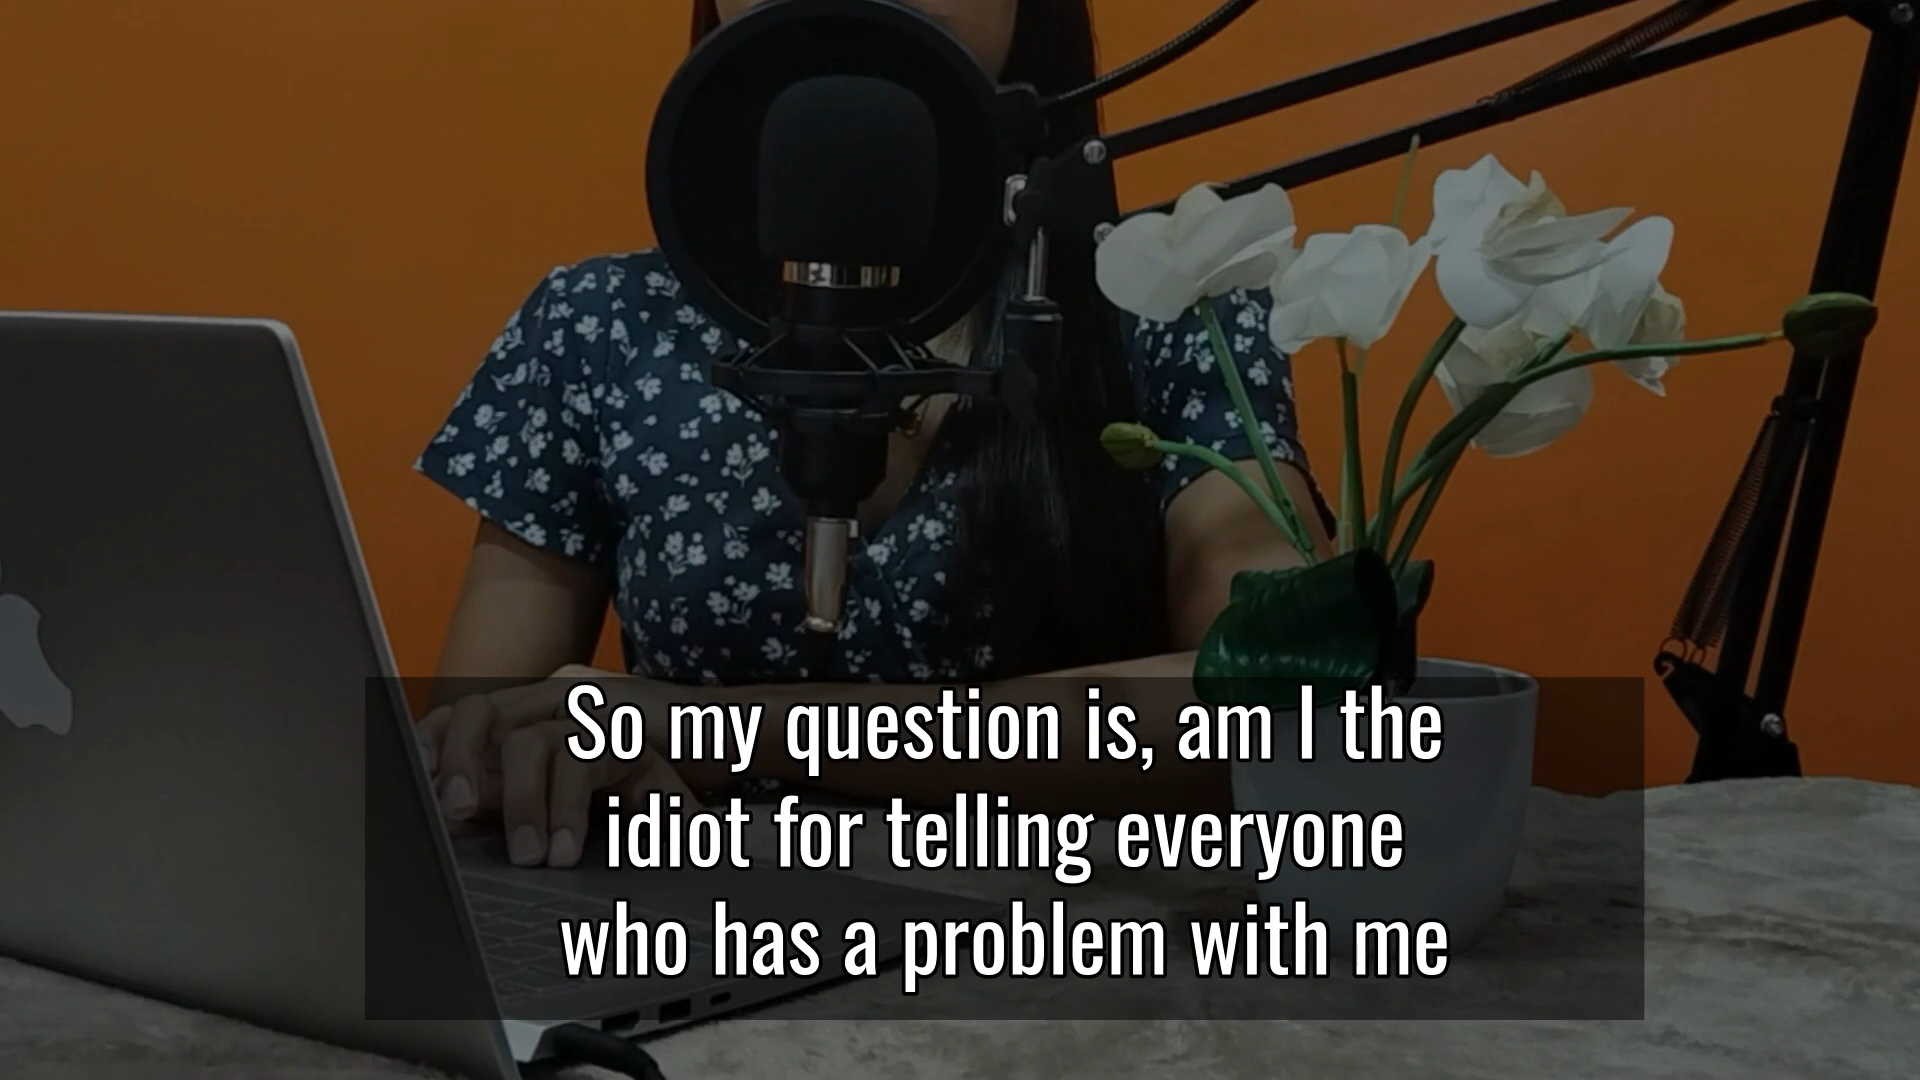 So my question is, am I the
idiot for telling everyone
who has a problem with me